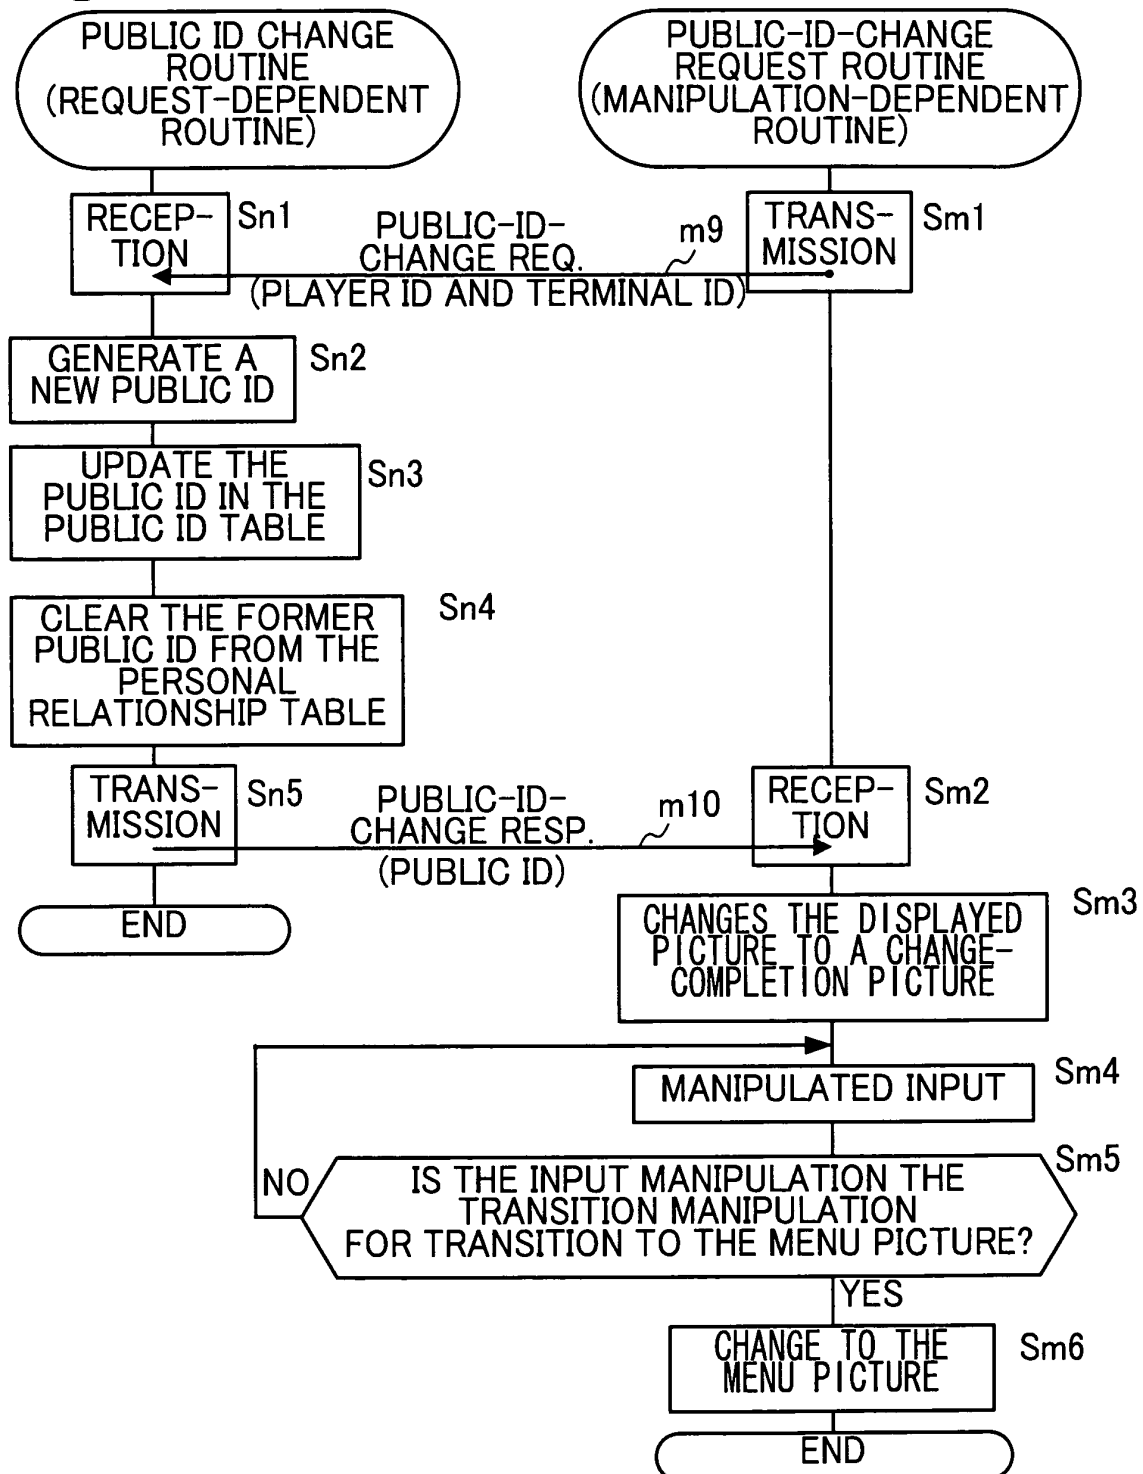 PUBLIC ID CHANGE
ROUTINE
(REQUEST-DEPENDENT
ROUTINE)
PUBLIC-ID-CHANGE
REQUEST ROUTINE
(MANIPULATION-DEPENDENT
ROUTINE)
RECEP-
TION
Sn1
PUBLIC-ID-
CHANGE REQ.
(PLAYER ID AND TERMINAL ID)
m9
TRANS-
MISSION
Sm1
GENERATE A
NEW PUBLIC ID
Sn2
UPDATE THE
PUBLIC ID IN THE
PUBLIC ID TABLE
Sn3
CLEAR THE FORMER
PUBLIC ID FROM THE
PERSONAL
RELATIONSHIP TABLE
Sn4
TRANS-
MISSION
Sn5
PUBLIC-ID-
CHANGE RESP.
(PUBLIC ID)
m10
RECEP-
TION
Sm2
END
CHANGES THE DISPLAYED
PICTURE TO A CHANGE-
COMPLETION PICTURE
Sm3
MANIPULATED INPUT
Sm4
NO
IS THE INPUT MANIPULATION THE
TRANSITION MANIPULATION
FOR TRANSITION TO THE MENU PICTURE?
Sm5
YES
CHANGE TO THE
MENU PICTURE
Sm6
END